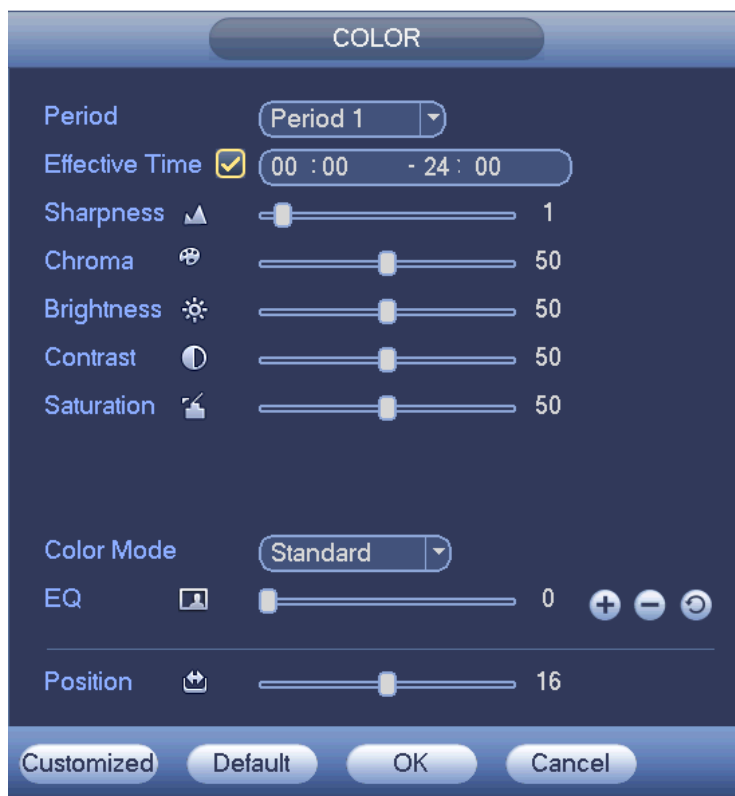 COLOR
Period Period 1
Effective Time 00 :00 - 24 : 00
Sharpness 1
Chroma 50
Brightness 50
Contrast 50
Saturation 50
Color Mode Standard
EQ 0
Position 16
Customized Default OK Cancel